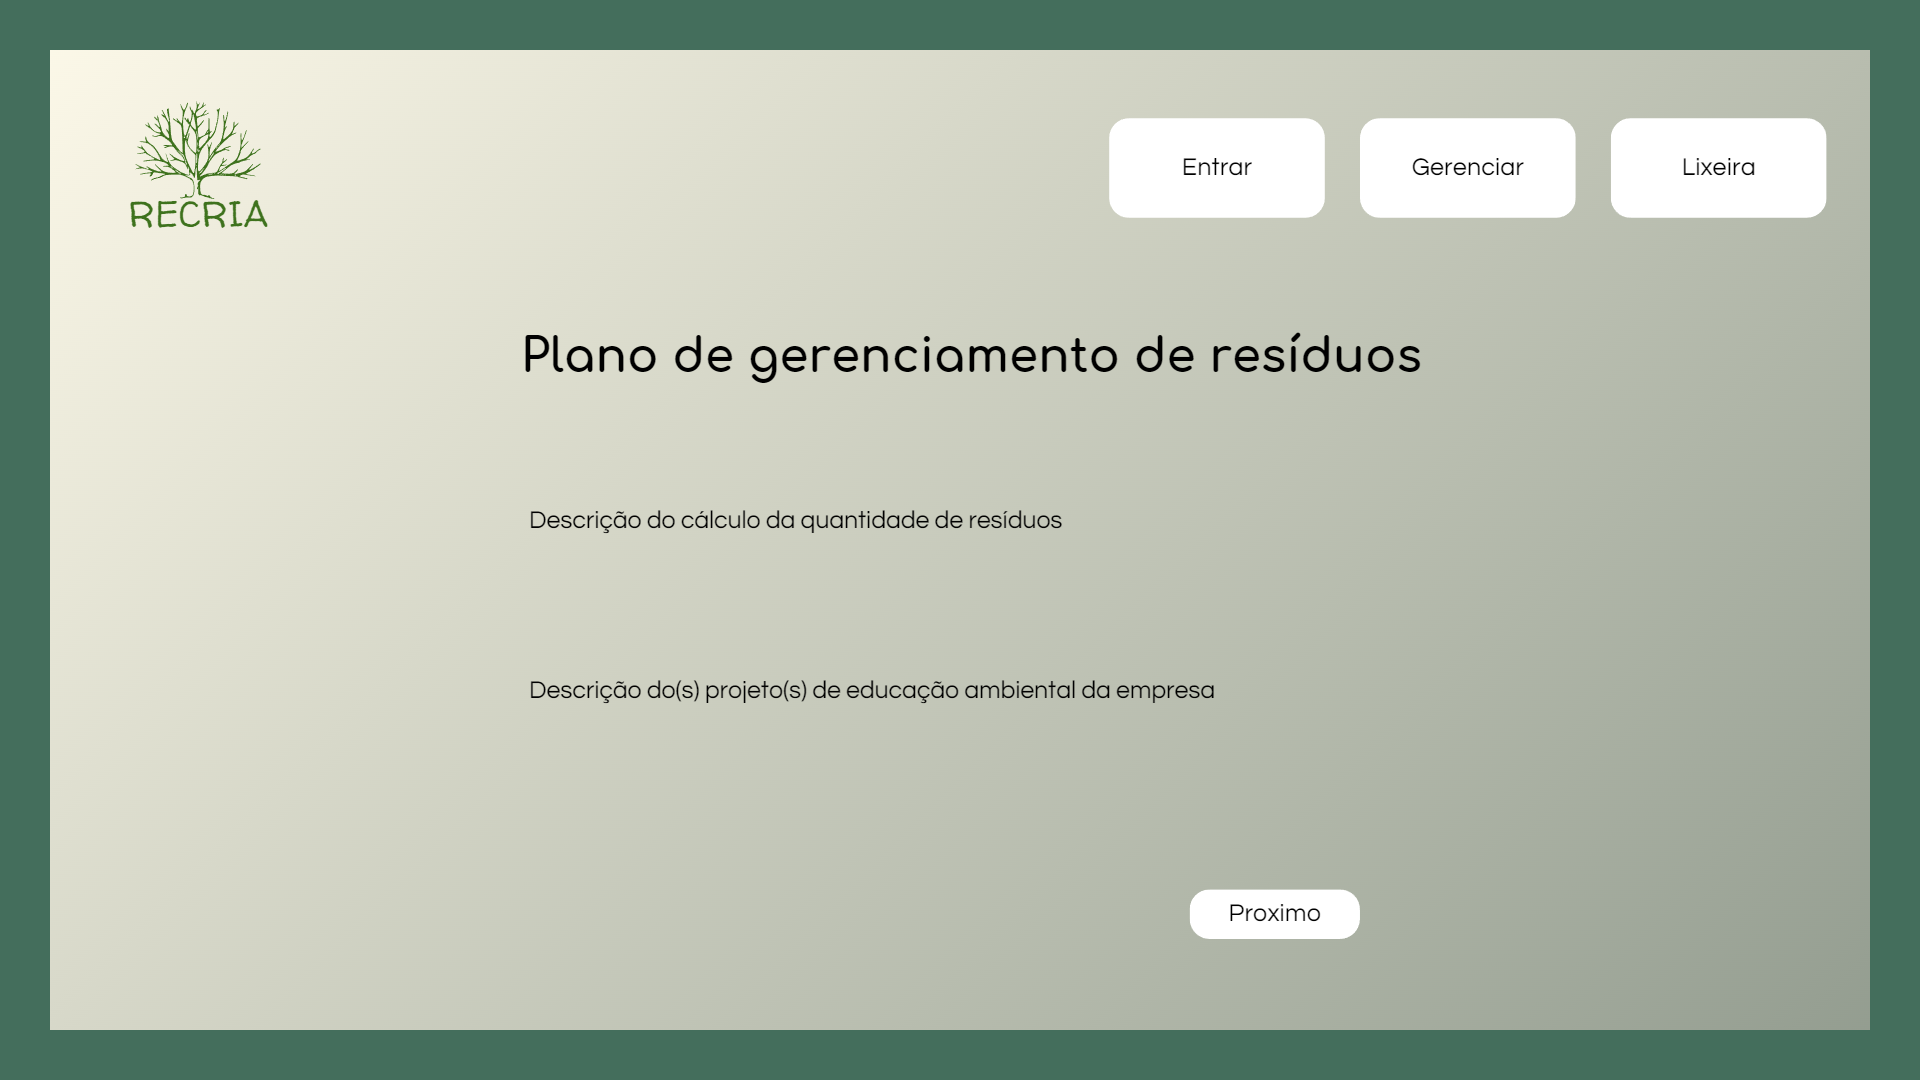 RECRIA
Entrar
Gerenciar
Lixeira
Plano de gerenciamento de resíduos
Descrição do cálculo da quantidade de resíduos
Descrição do(s) projeto(s) de educação ambiental da empresa
Proximo